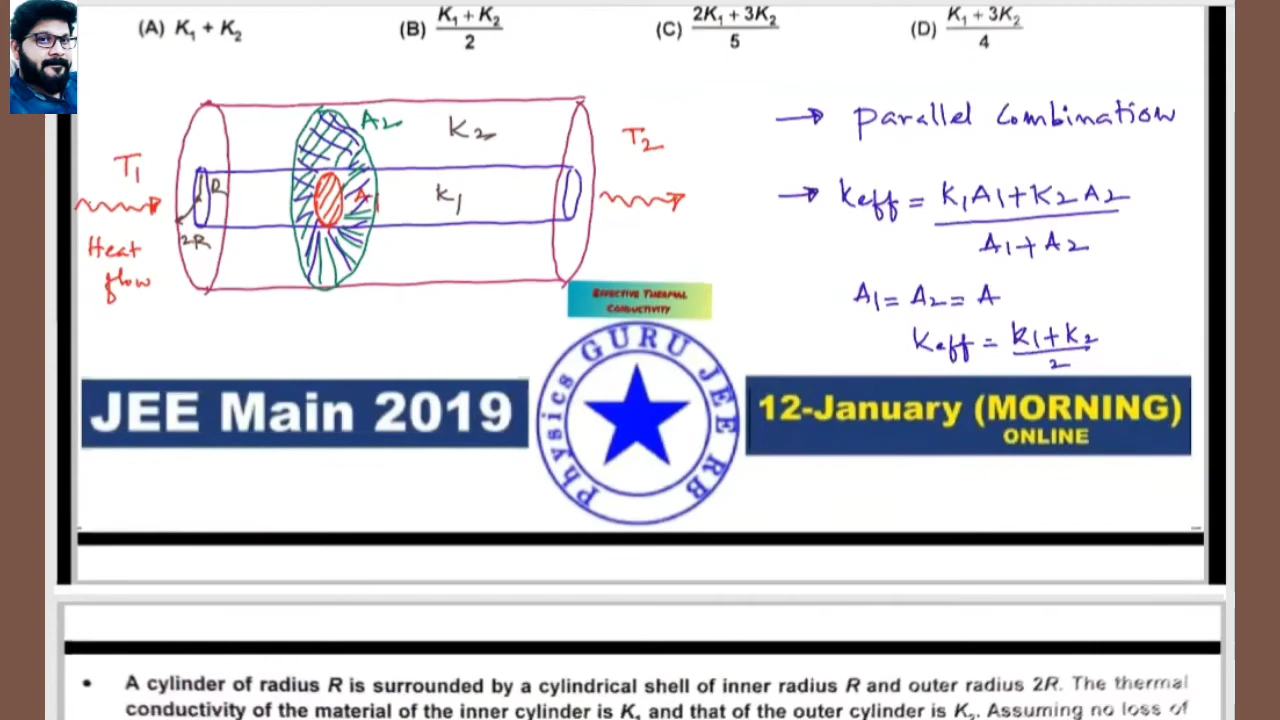 (A) K₁ + K₂
(B) K₁ + K₂ / 2
(C) 2K₁ + 3K₂ / 5
(D) K₁ + 3K₂ / 4
A₂
K₂
T₂
T₁
R
A₁
K₁
2R
Heat
flow
→ Parallel Combination
→ Keff = K₁A₁+K₂A₂ / A₁+A₂
A₁= A₂= A
Keff = K₁+K₂ / 2
EFFECTIVE THERMAL
CONDUCTIVITY
Physics GURU JEE RB
JEE Main 2019
12-January (MORNING)
ONLINE
• A cylinder of radius R is surrounded by a cylindrical shell of inner radius R and outer radius 2R. The thermal
conductivity of the material of the inner cylinder is K₁ and that of the outer cylinder is K₂. Assuming no loss of